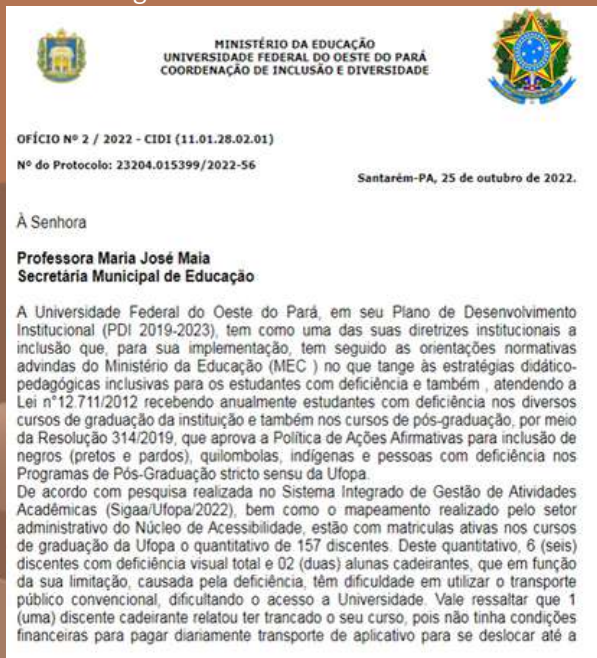 MINISTÉRIO DA EDUCAÇÃO
UNIVERSIDADE FEDERAL DO OESTE DO PARÁ
COORDENAÇÃO DE INCLUSÃO E DIVERSIDADE
OFÍCIO Nº 2 / 2022 - CIDI (11.01.28.02.01)
Nº do Protocolo: 23204.015399/2022-56
Santarém-PA, 25 de outubro de 2022.
À Senhora
Professora Maria José Maia
Secretária Municipal de Educação
A Universidade Federal do Oeste do Pará, em seu Plano de Desenvolvimento
Institucional (PDI 2019-2023), tem como uma das suas diretrizes institucionais a
inclusão que, para sua implementação, tem seguido as orientações normativas
advindas do Ministério da Educação (MEC ) no que tange às estratégias didático-
pedagógicas inclusivas para os estudantes com deficiência e também , atendendo a
Lei n°12.711/2012 recebendo anualmente estudantes com deficiência nos diversos
cursos de graduação da instituição e também nos cursos de pós-graduação, por meio
da Resolução 314/2019, que aprova a Política de Ações Afirmativas para inclusão de
negros (pretos e pardos), quilombolas, indígenas e pessoas com deficiência nos
Programas de Pós-Graduação stricto sensu da Ufopa.
De acordo com pesquisa realizada no Sistema Integrado de Gestão de Atividades
Acadêmicas (Sigaa/Ufopa/2022), bem como o mapeamento realizado pelo setor
administrativo do Núcleo de Acessibilidade, estão com matriculas ativas nos cursos
de graduação da Ufopa o quantitativo de 157 discentes. Deste quantitativo, 6 (seis)
discentes com deficiência visual total e 02 (duas) alunas cadeirantes, que em função
da sua limitação, causada pela deficiência, têm dificuldade em utilizar o transporte
público convencional, dificultando o acesso a Universidade. Vale ressaltar que 1
(uma) discente cadeirante relatou ter trancado o seu curso, pois não tinha condições
financeiras para pagar diariamente transporte de aplicativo para se deslocar até a